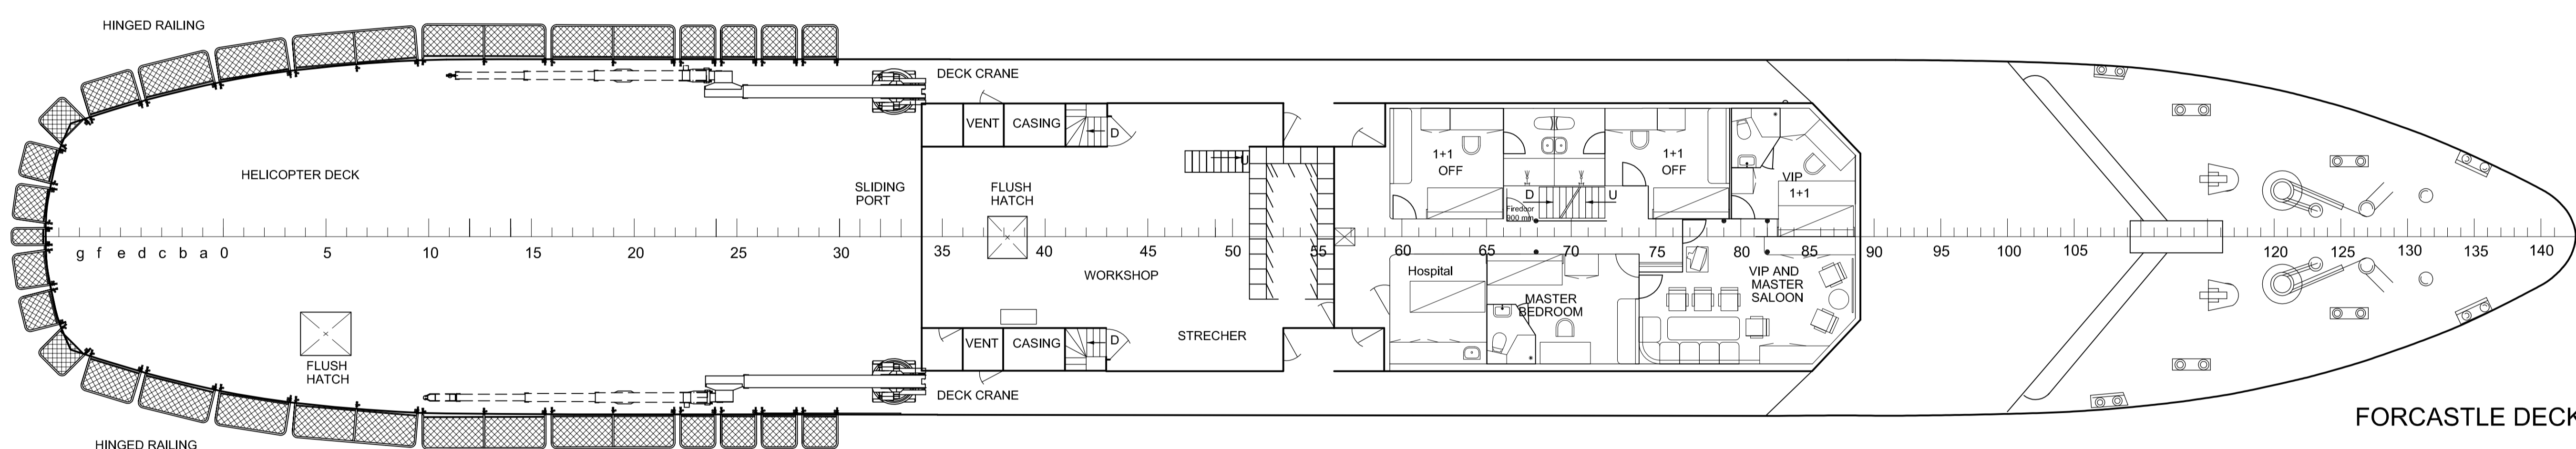 HINGED RAILING
DECK CRANE
VENT
CASING
D
HELICOPTER DECK
SLIDING
PORT
FLUSH
HATCH
U
1+1
OFF
1+1
OFF
VIP
1+1
D
U
Firedoor
900 mm
g f e d c b a 0 5 10 15 20 25 30 35 40 45 50 55 60 65 70 75 80 85 90 95 100 105 120 125 130 135 140
WORKSHOP
Hospital
MASTER
BEDROOM
VIP AND
MASTER
SALOON
STRECHER
VENT
CASING
D
FLUSH
HATCH
DECK CRANE
HINGED RAILING
FORCASTLE DECK